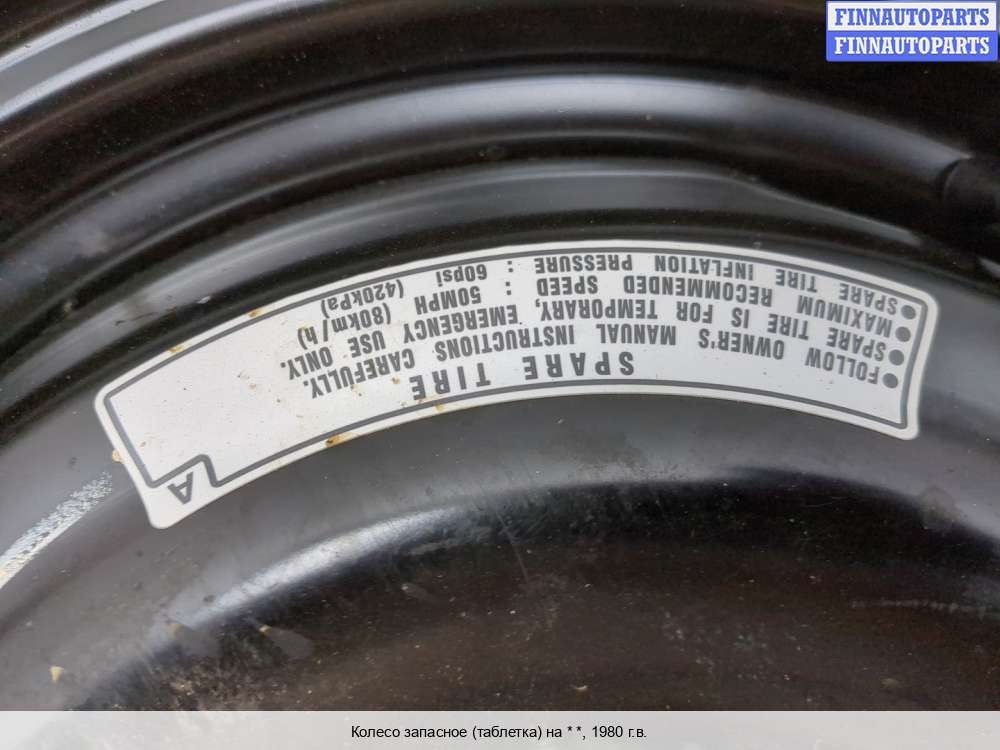 FINNAUTOPARTS
FINNAUTOPARTS
SPARE TIRE
● FOLLOW OWNER'S MANUAL INSTRUCTIONS CAREFULLY.
● SPARE TIRE IS FOR TEMPORARY, EMERGENCY USE ONLY.
● MAXIMUM RECOMMENDED SPEED : 50MPH (80km/h)
● SPARE TIRE INFLATION PRESSURE : 60psi (420kPa)
A
Колесо запасное (таблетка) на * *, 1980 г.в.